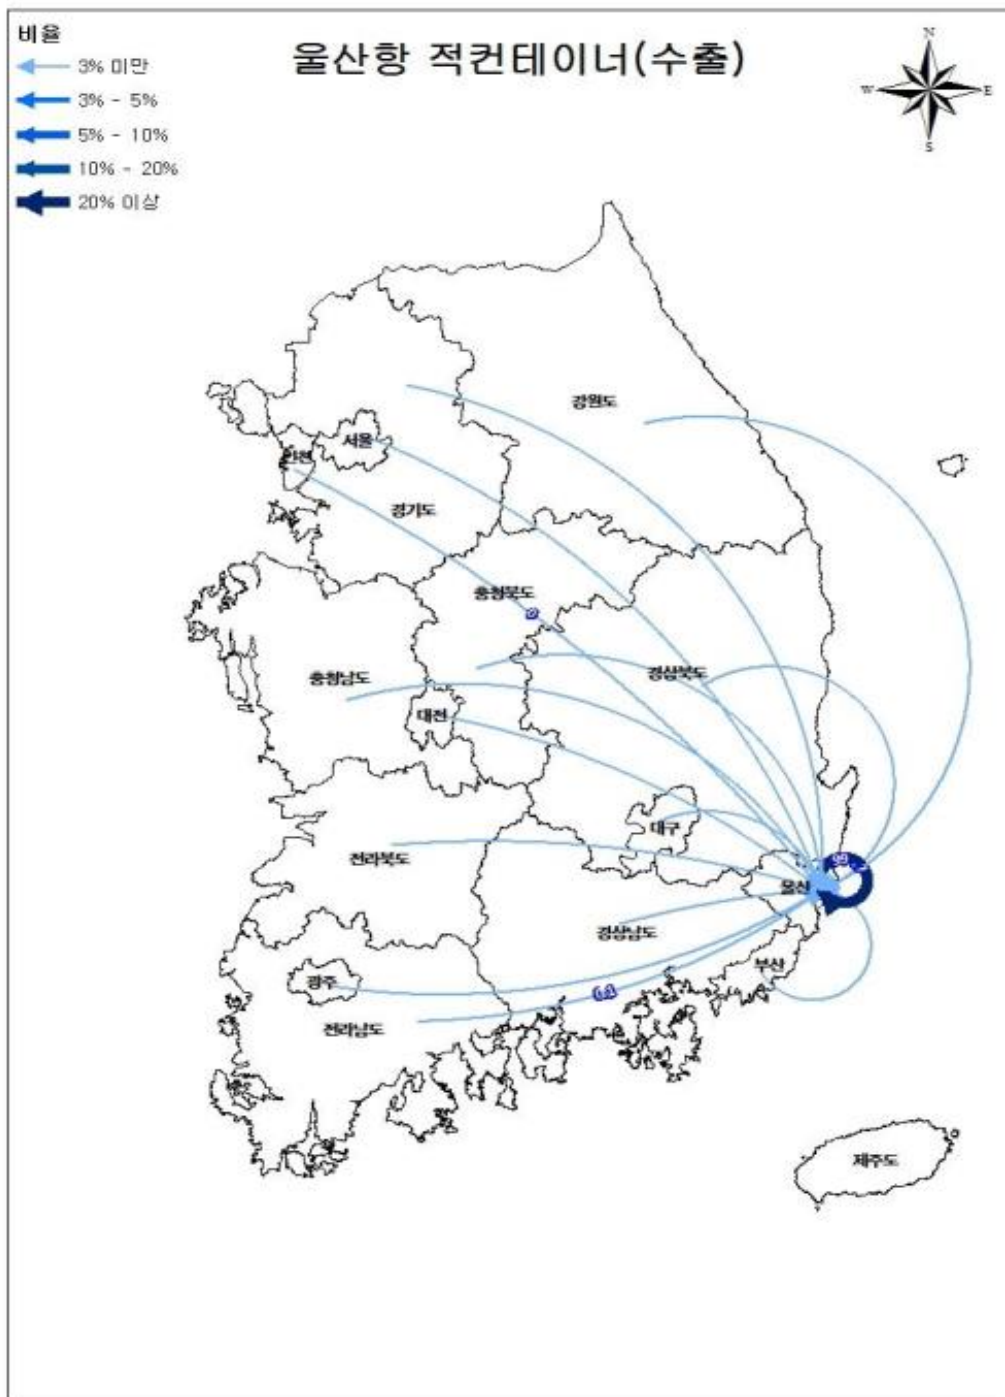 비율
3% 미만
3% - 5%
5% - 10%
10% - 20%
20% 이상
울산항 적컨테이너(수출)
N
W
E
S
강원도
서울
인천
경기도
충청북도
0
경상북도
충청남도
대전
대구
전라북도
울산
경상남도
부산
광주
전라남도
제주도